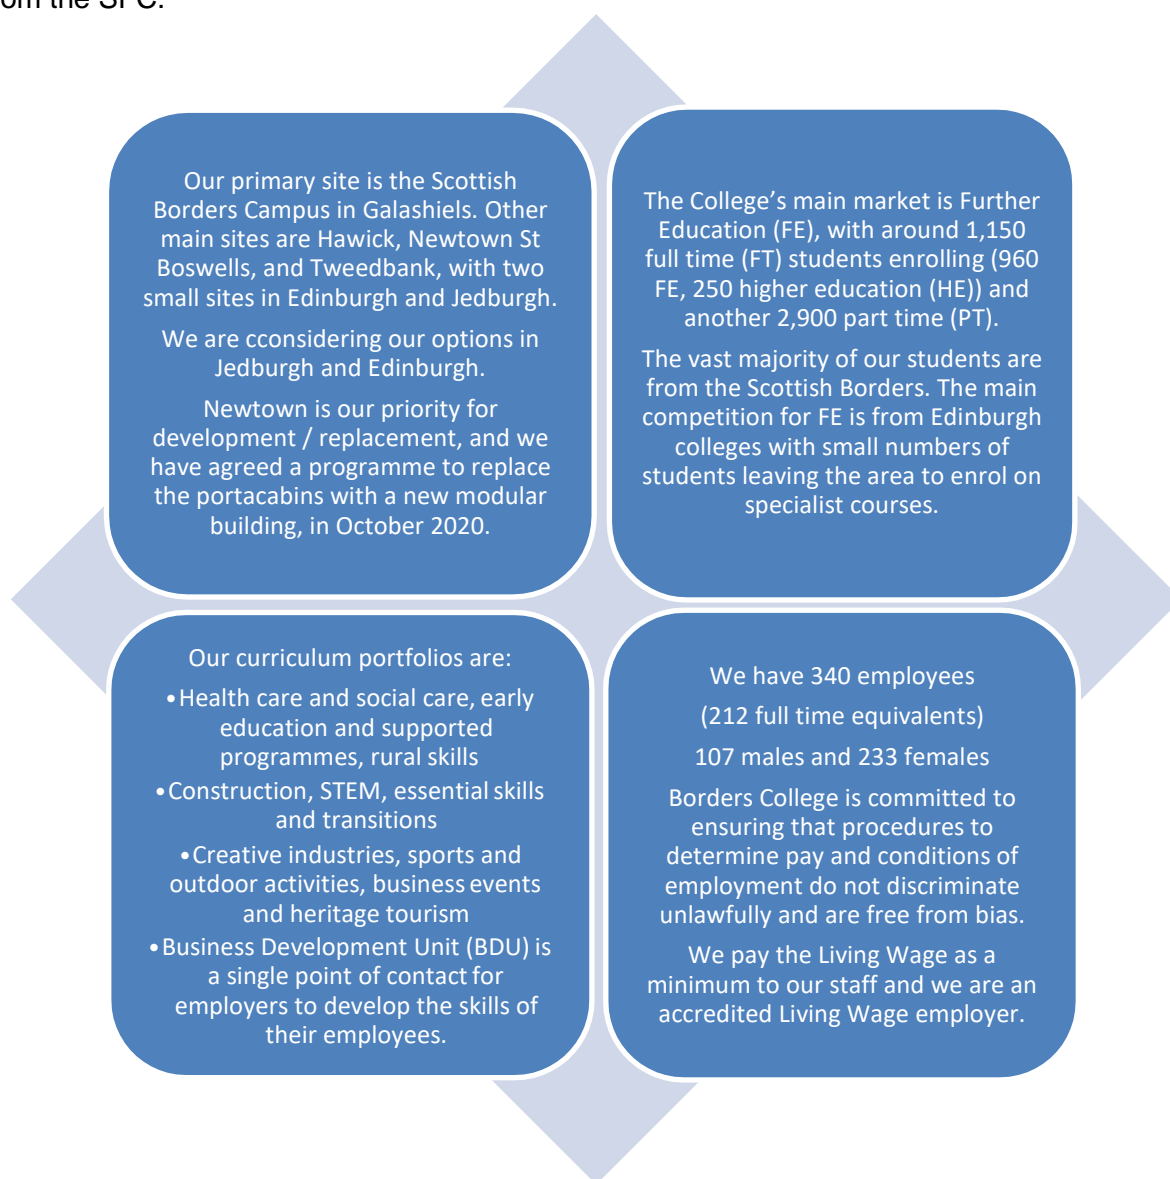 om the SFC.
Our primary site is the Scottish
Borders Campus in Galashiels. Other
main sites are Hawick, Newtown St
Boswells, and Tweedbank, with two
small sites in Edinburgh and Jedburgh.
We are cconsidering our options in
Jedburgh and Edinburgh.
Newtown is our priority for
development / replacement, and we
have agreed a programme to replace
the portacabins with a new modular
building, in October 2020.
The College’s main market is Further
Education (FE), with around 1,150
full time (FT) students enrolling (960
FE, 250 higher education (HE)) and
another 2,900 part time (PT).
The vast majority of our students are
from the Scottish Borders. The main
competition for FE is from Edinburgh
colleges with small numbers of
students leaving the area to enrol on
specialist courses.
Our curriculum portfolios are:
•Health care and social care, early
education and supported
programmes, rural skills
•Construction, STEM, essential skills
and transitions
•Creative industries, sports and
outdoor activities, business events
and heritage tourism
•Business Development Unit (BDU) is
a single point of contact for
employers to develop the skills of
their employees.
We have 340 employees
(212 full time equivalents)
107 males and 233 females
Borders College is committed to
ensuring that procedures to
determine pay and conditions of
employment do not discriminate
unlawfully and are free from bias.
We pay the Living Wage as a
minimum to our staff and we are an
accredited Living Wage employer.